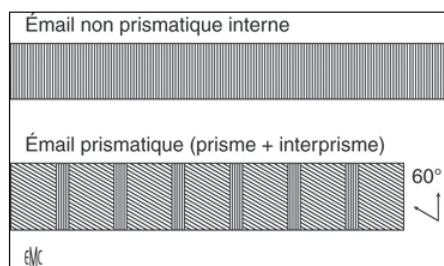 Émail non prismatique interne
Émail prismatique (prisme + interprisme)
60°
EMC